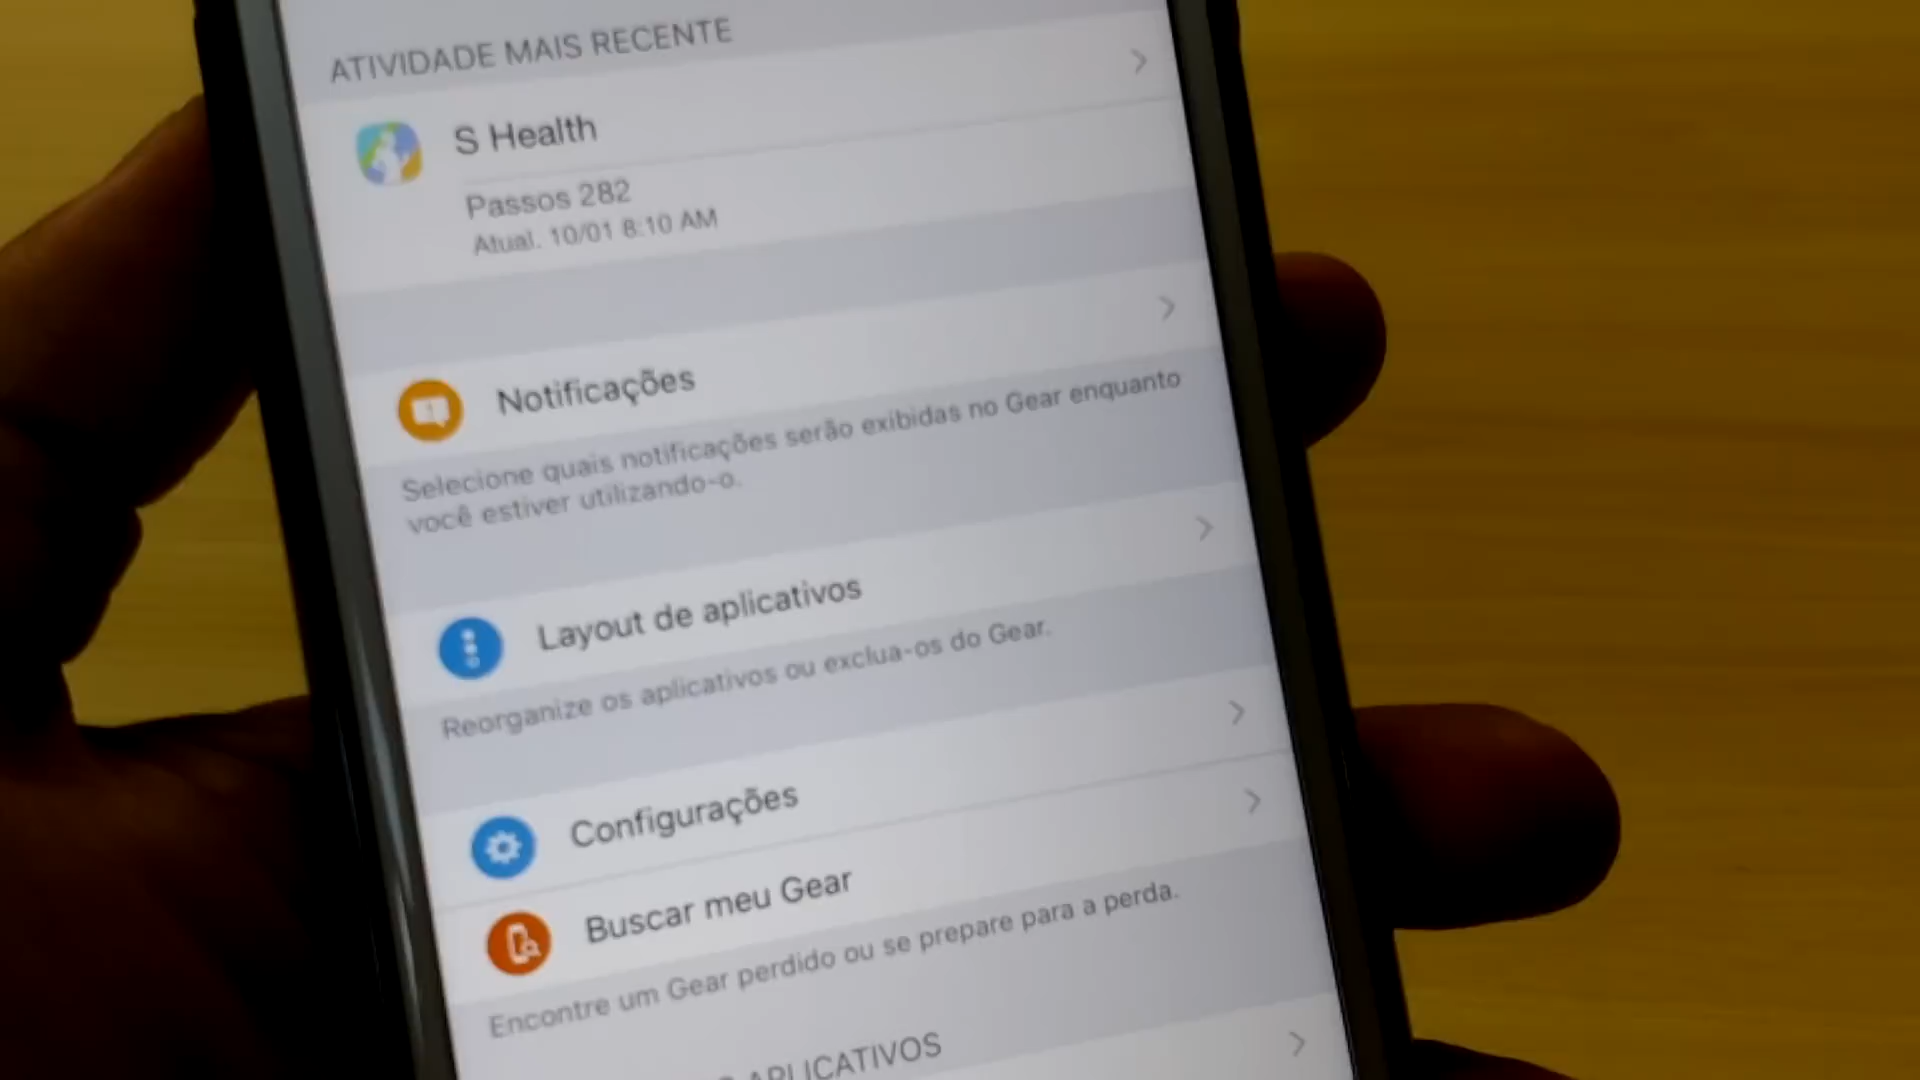 ATIVIDADE MAIS RECENTE
S Health
Passos 282
Atual. 10/01 8:10 AM
Notificações
Selecione quais notificações serão exibidas no Gear enquanto
você estiver utilizando-o.
Layout de aplicativos
Reorganize os aplicativos ou exclua-os do Gear.
Configurações
Buscar meu Gear
Encontre um Gear perdido ou se prepare para a perda.
APLICATIVOS